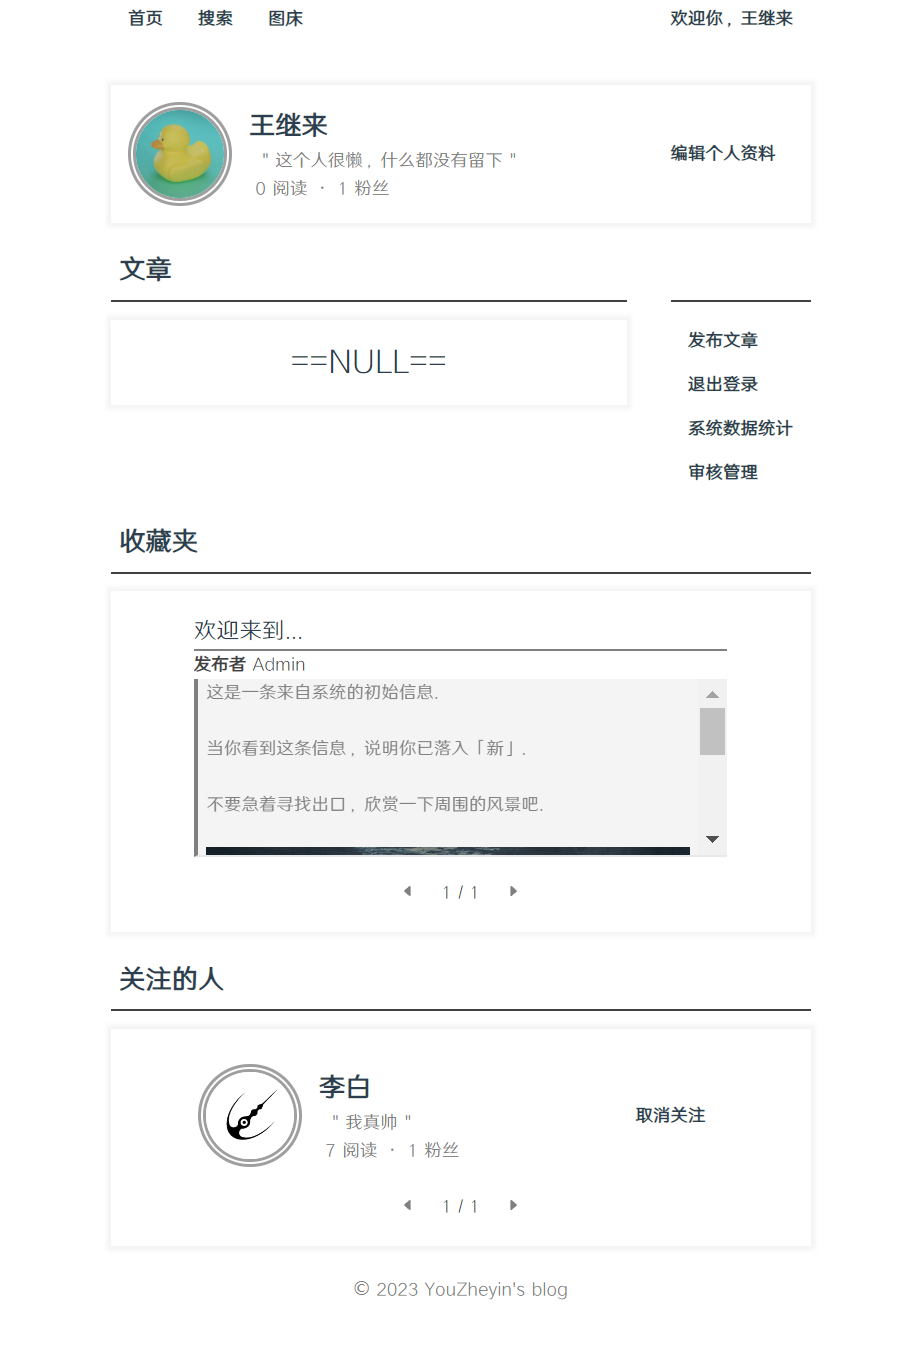 首页 搜索 图床 欢迎你，王继来
王继来
" 这个人很懒，什么都没有留下 "
0 阅读 · 1 粉丝
编辑个人资料
文章
==NULL==
发布文章
退出登录
系统数据统计
审核管理
收藏夹
欢迎来到...
发布者 Admin
这是一条来自系统的初始信息.
当你看到这条信息，说明你已落入「新」.
不要急着寻找出口，欣赏一下周围的风景吧.
1 / 1
关注的人
李白
" 我真帅 "
7 阅读 · 1 粉丝
取消关注
1 / 1
© 2023 YouZheyin's blog